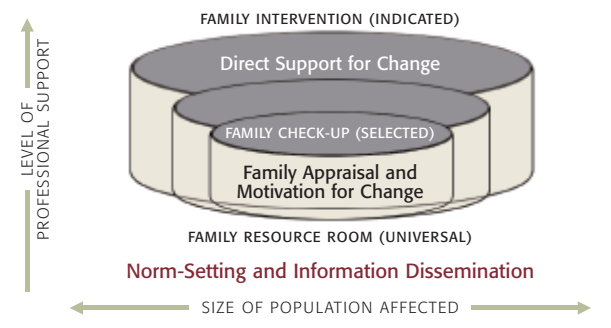 FAMILY INTERVENTION (INDICATED)
Direct Support for Change
FAMILY CHECK-UP (SELECTED)
Family Appraisal and
Motivation for Change
FAMILY RESOURCE ROOM (UNIVERSAL)
Norm-Setting and Information Dissemination
LEVEL OF
PROFESSIONAL SUPPORT
SIZE OF POPULATION AFFECTED